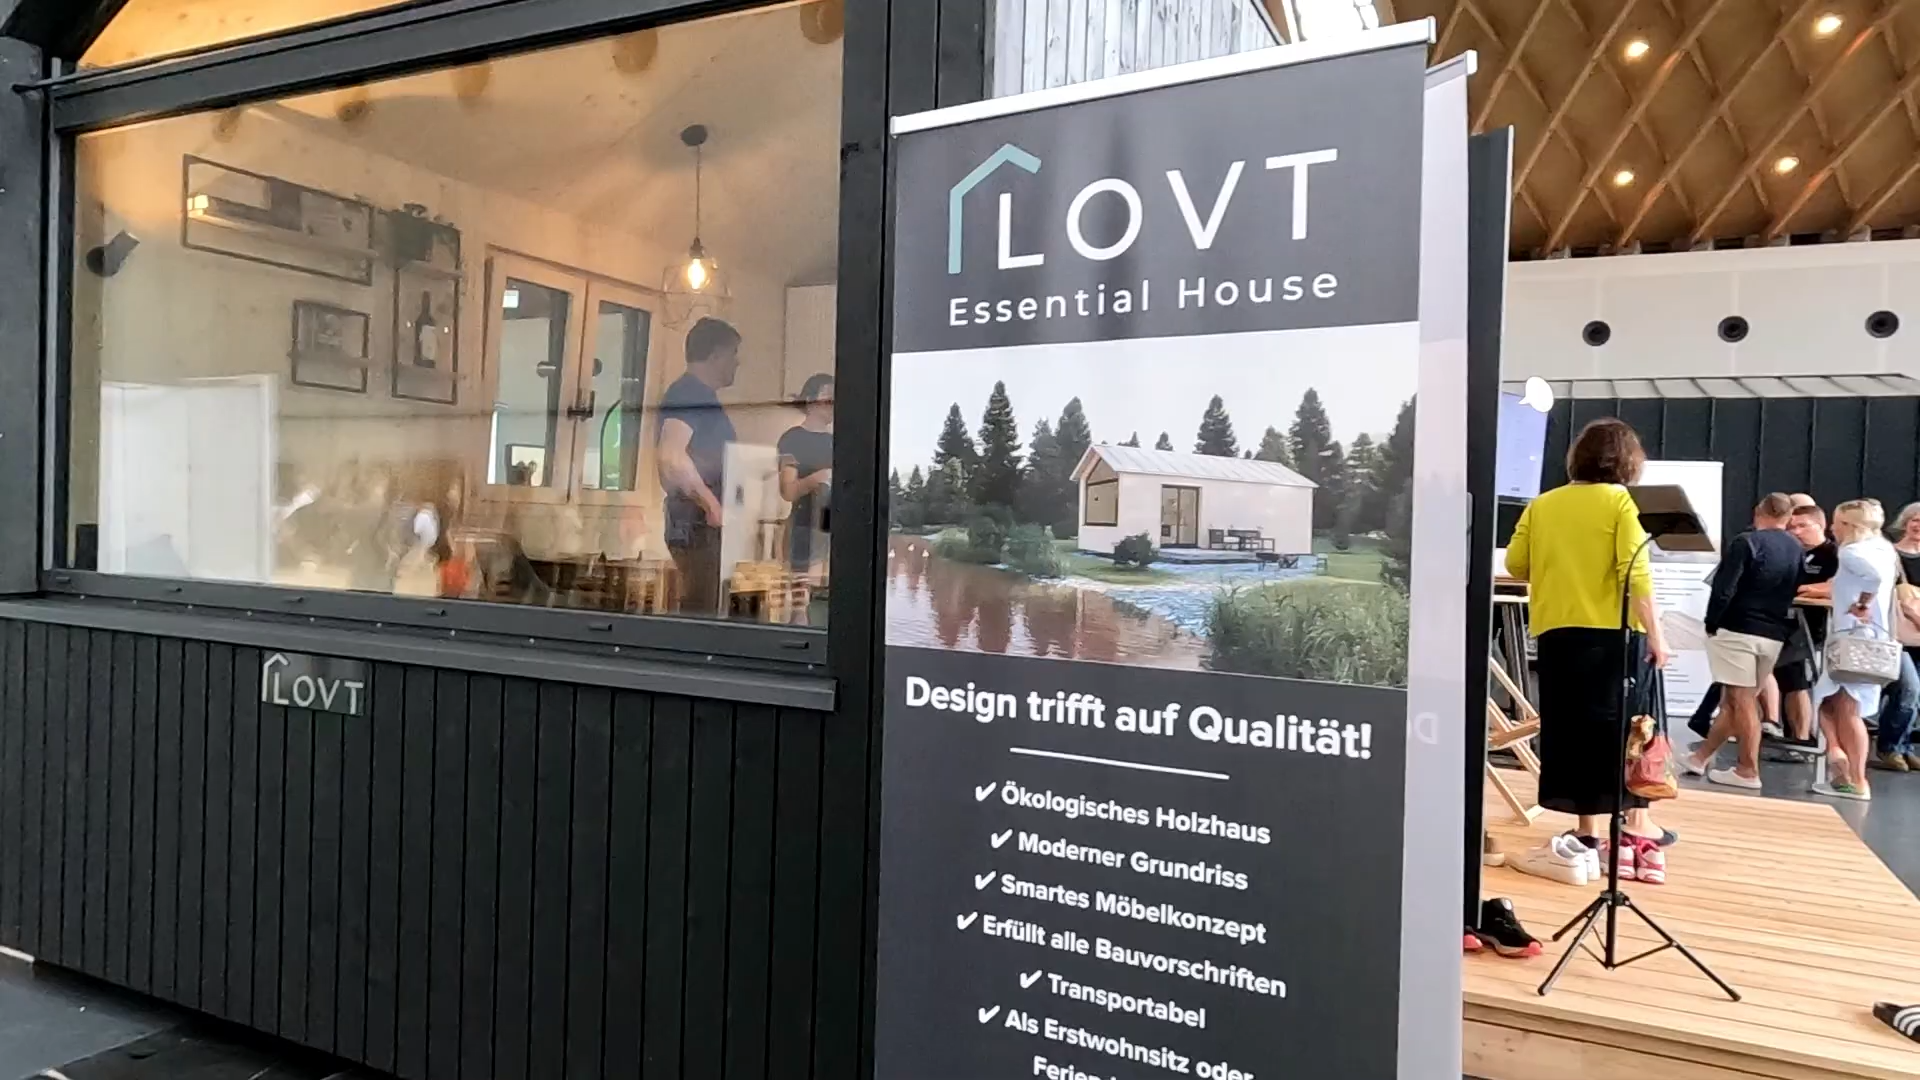 LOVT
Essential House
Design trifft auf Qualität!
✔ Ökologisches Holzhaus
✔ Moderner Grundriss
✔ Smartes Möbelkonzept
✔ Erfüllt alle Bauvorschriften
✔ Transportabel
✔ Als Erstwohnsitz oder
LOVT